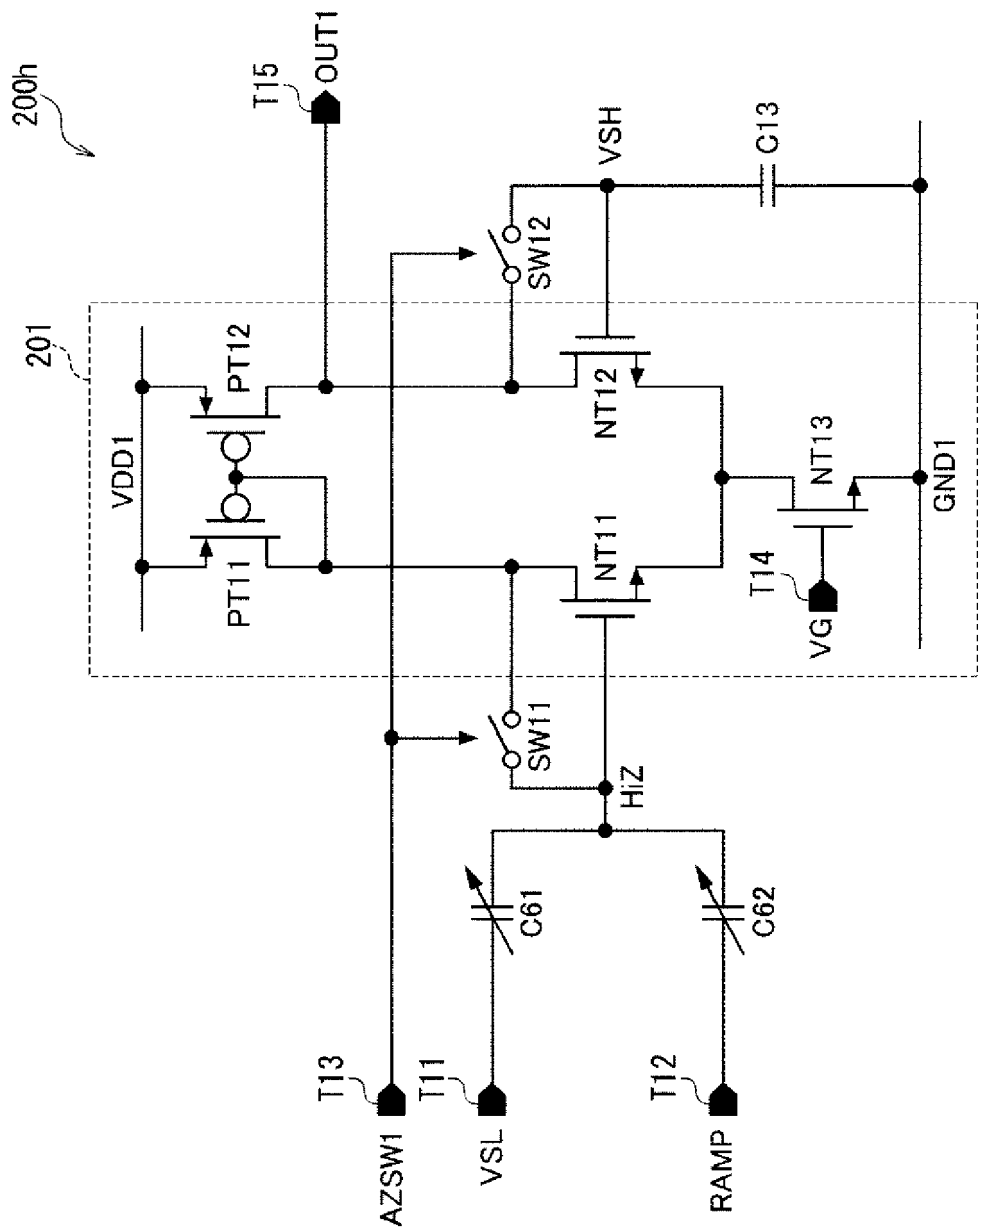 200h
T15
OUT1
201
VDD1
PT11
PT12
VSH
C13
SW12
NT12
NT11
SW11
HiZ
NT13
T14
VG
GND1
C61
C62
T13
AZSW1
T11
VSL
T12
RAMP